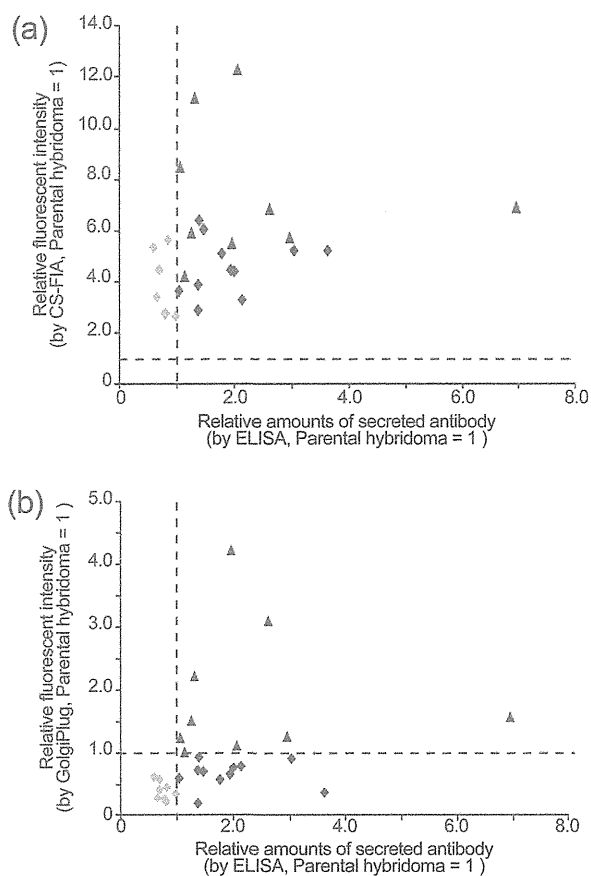 (a)
Relative fluorescent intensity
(by CS-FIA, Parental hybridoma = 1)
14.0
12.0
10.0
8.0
6.0
4.0
2.0
0
0
2.0
4.0
6.0
8.0
Relative amounts of secreted antibody
(by ELISA, Parental hybridoma = 1 )
(b)
Relative fluorescent intensity
(by GolgiPlug, Parental hybridoma = 1 )
5.0
4.0
3.0
2.0
1.0
0
0
2.0
4.0
6.0
8.0
Relative amounts of secreted antibody
(by ELISA, Parental hybridoma = 1 )